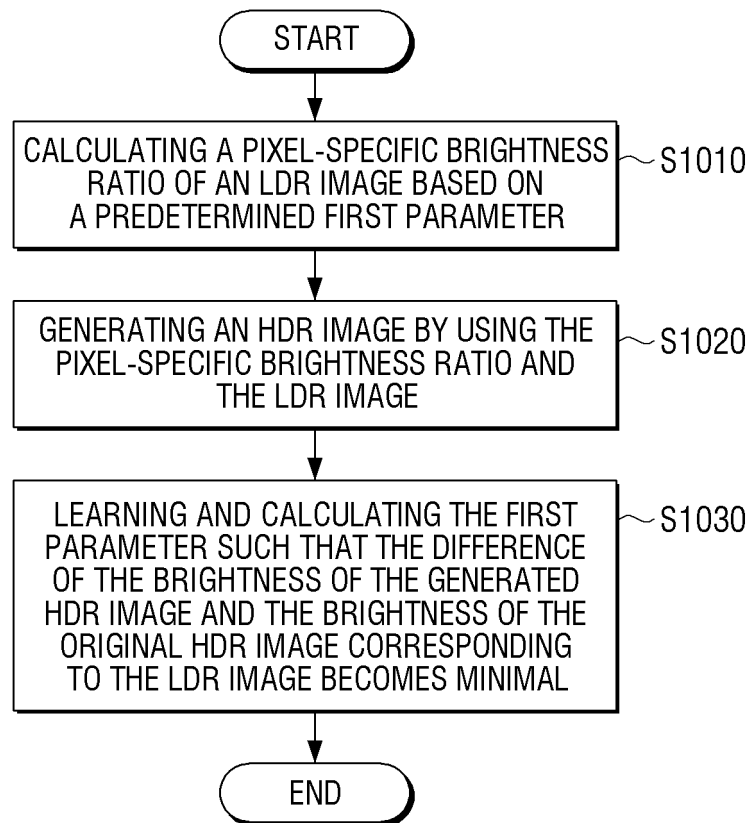 START
CALCULATING A PIXEL-SPECIFIC BRIGHTNESS
RATIO OF AN LDR IMAGE BASED ON
A PREDETERMINED FIRST PARAMETER
S1010
GENERATING AN HDR IMAGE BY USING THE
PIXEL-SPECIFIC BRIGHTNESS RATIO AND
THE LDR IMAGE
S1020
LEARNING AND CALCULATING THE FIRST
PARAMETER SUCH THAT THE DIFFERENCE
OF THE BRIGHTNESS OF THE GENERATED
HDR IMAGE AND THE BRIGHTNESS OF THE
ORIGINAL HDR IMAGE CORRESPONDING
TO THE LDR IMAGE BECOMES MINIMAL
S1030
END